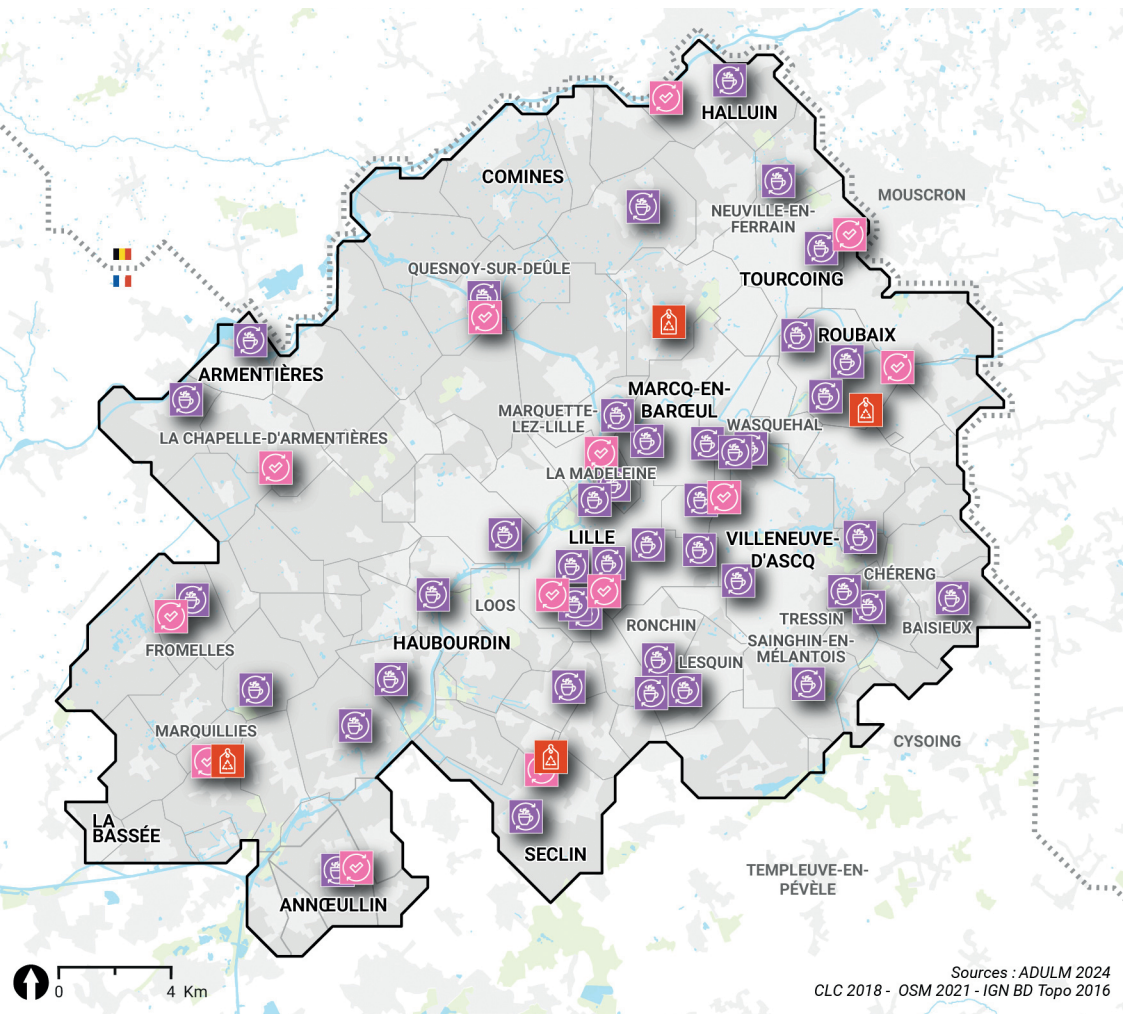 HALLUIN
COMINES
MOUSCRON
NEUVILLE-EN-
FERRAIN
QUESNOY-SUR-DEÛLE
TOURCOING
ROUBAIX
ARMENTIÈRES
MARCQ-EN-
BARŒUL
MARQUETTE-
LEZ-LILLE
WASQUEHAL
LA CHAPELLE-D'ARMENTIÈRES
LA MADELEINE
LILLE
VILLENEUVE-
D'ASCQ
CHÉRENG
LOOS
TRESSIN
BAISIEUX
RONCHIN
HAUBOURDIN
SAINGHIN-EN-
MÉLANTOIS
FROMELLES
LESQUIN
MARQUILLIES
CYSOING
LA
BASSÉE
SECLIN
TEMPLEUVE-EN-
PÉVÈLE
ANNŒULLIN
0 4 Km
Sources : ADULM 2024
CLC 2018 - OSM 2021 - IGN BD Topo 2016